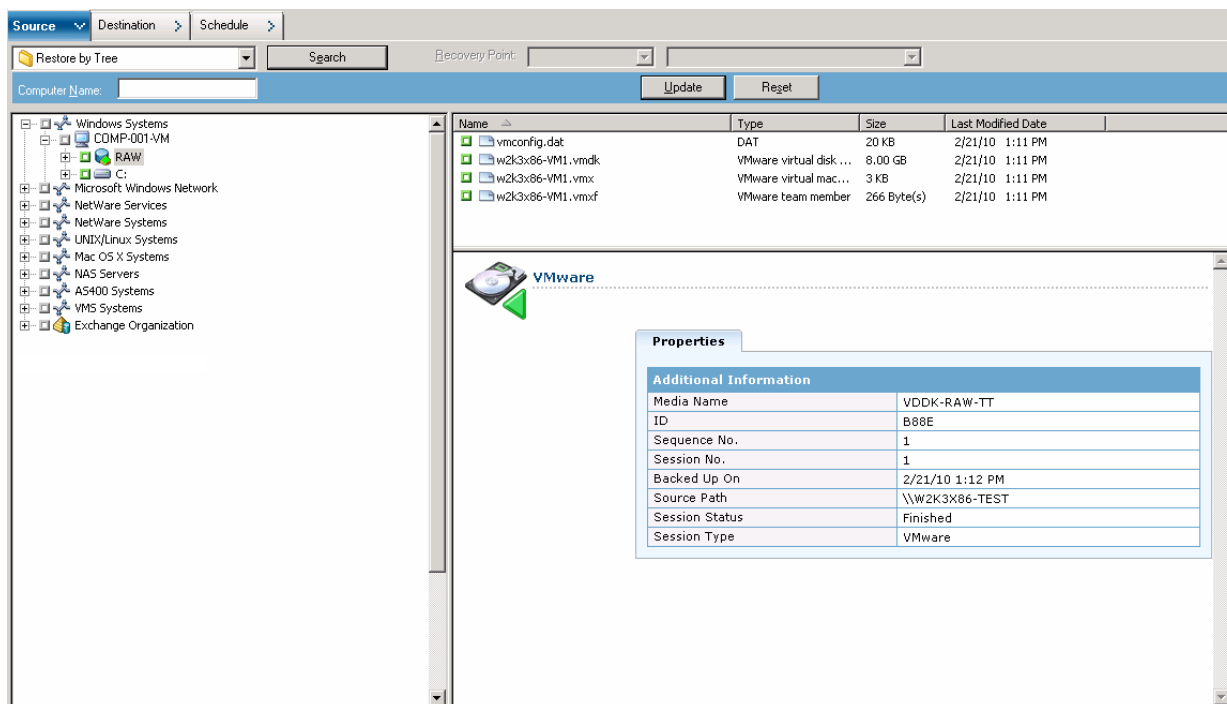 Source
Destination
Schedule
Restore by Tree
Search
Recovery Point:
Computer Name:
Update
Reset
Windows Systems
COMP-001-VM
RAW
C:
Microsoft Windows Network
NetWare Services
NetWare Systems
UNIX/Linux Systems
Mac OS X Systems
NAS Servers
AS400 Systems
VMS Systems
Exchange Organization
Name Type Size Last Modified Date
vmconfig.dat DAT 20 KB 2/21/10 1:11 PM
w2k3x86-VM1.vmdk VMware virtual disk ... 8.00 GB 2/21/10 1:11 PM
w2k3x86-VM1.vmx VMware virtual mac... 3 KB 2/21/10 1:11 PM
w2k3x86-VM1.vmxf VMware team member 266 Byte(s) 2/21/10 1:11 PM
VMware
Properties
Additional Information
Media Name VDDK-RAW-TT
ID B88E
Sequence No. 1
Session No. 1
Backed Up On 2/21/10 1:12 PM
Source Path \\W2K3X86-TEST
Session Status Finished
Session Type VMware